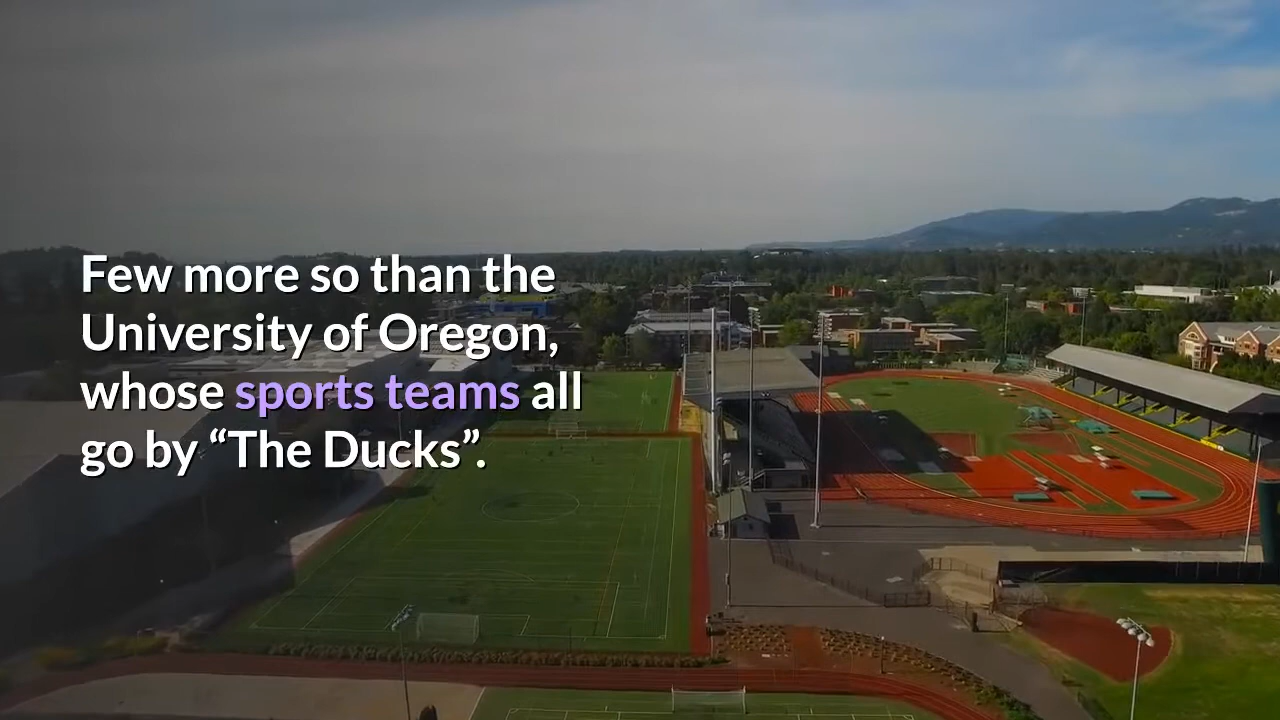 Few more so than the
University of Oregon,
whose sports teams all
go by “The Ducks”.